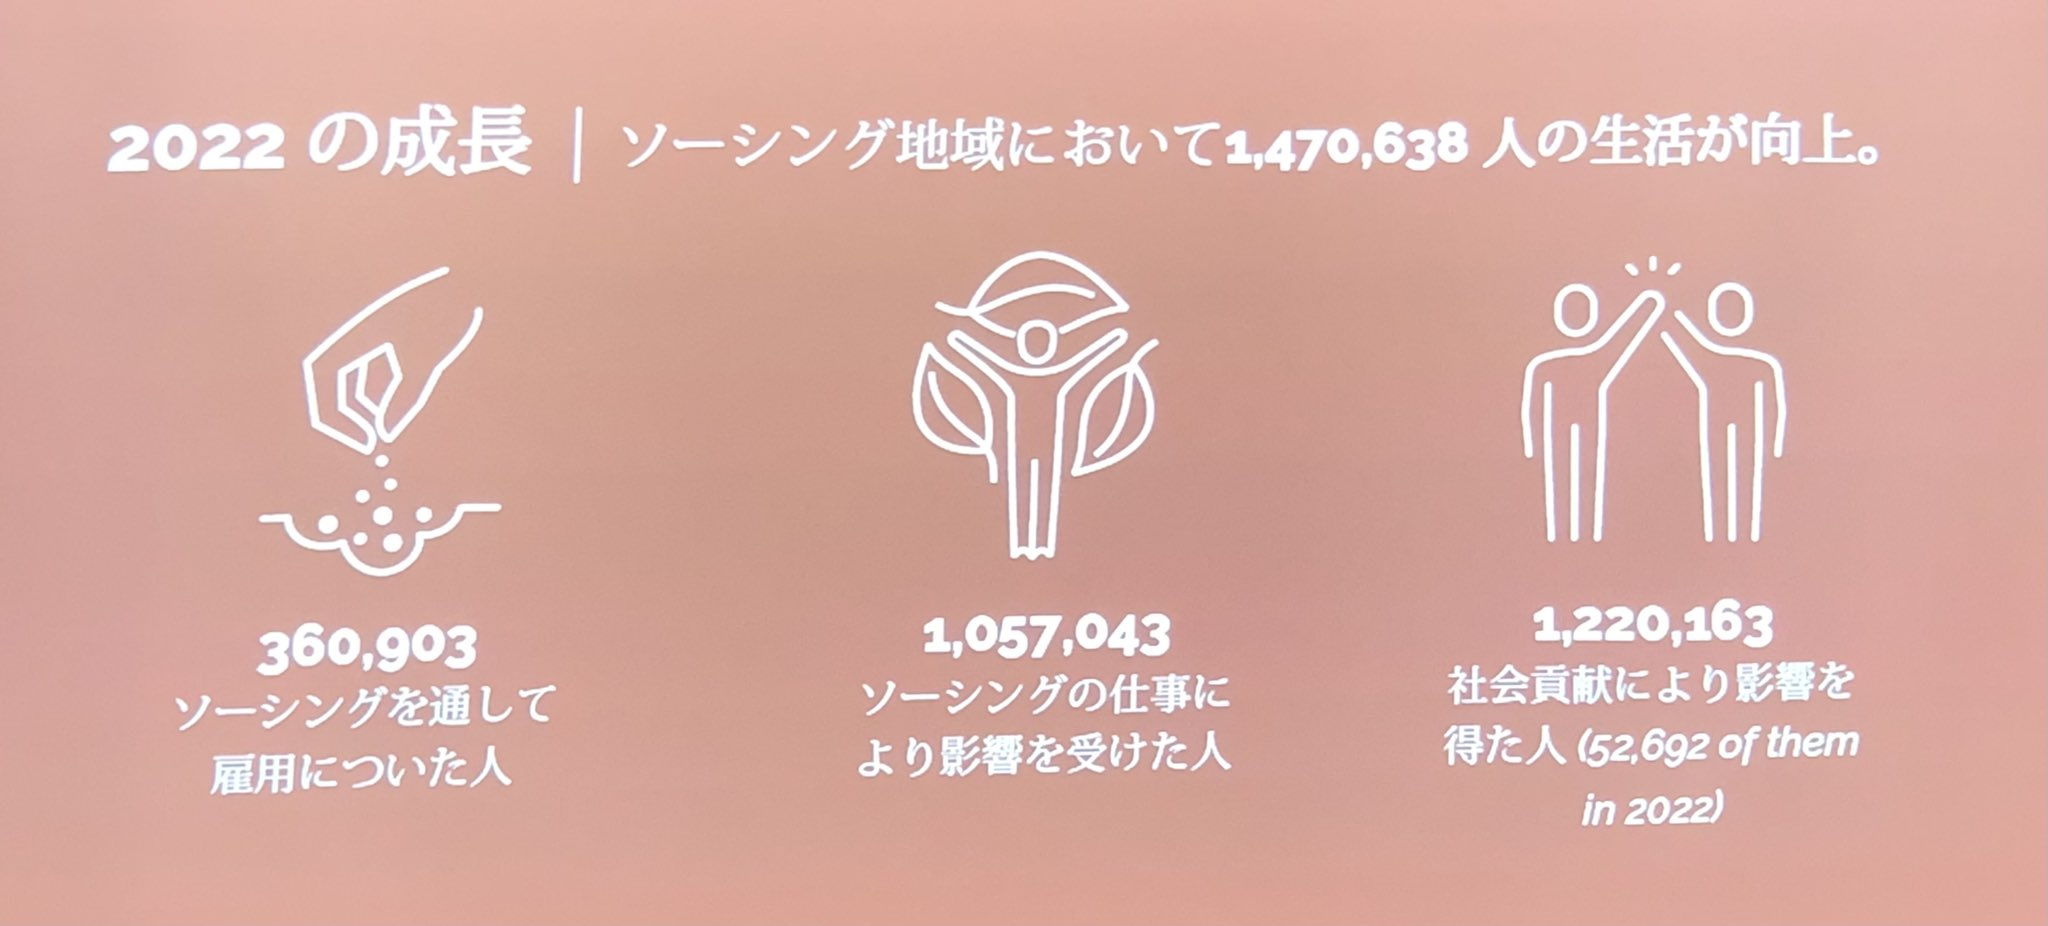 2022 の成長 | ソーシング地域において1,470,638 人の生活が向上。
360,903
ソーシングを通して
雇用についた人
1,057,043
ソーシングの仕事に
より影響を受けた人
1,220,163
社会貢献により影響を
得た人 (52,692 of them
in 2022)